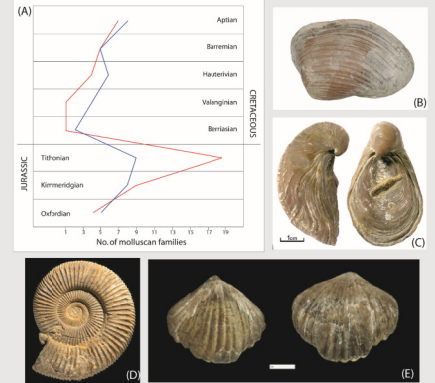 (A)
Aptian
Barremian
Hauterivian
Valanginian
Berriasian
CRETACEOUS
JURASSIC
Tithonian
Kimmeridgian
Oxfordian
1 3 5 7 9 11 13 15 17 19
No. of molluscan families
(B)
1cm
(C)
(D)
(E)